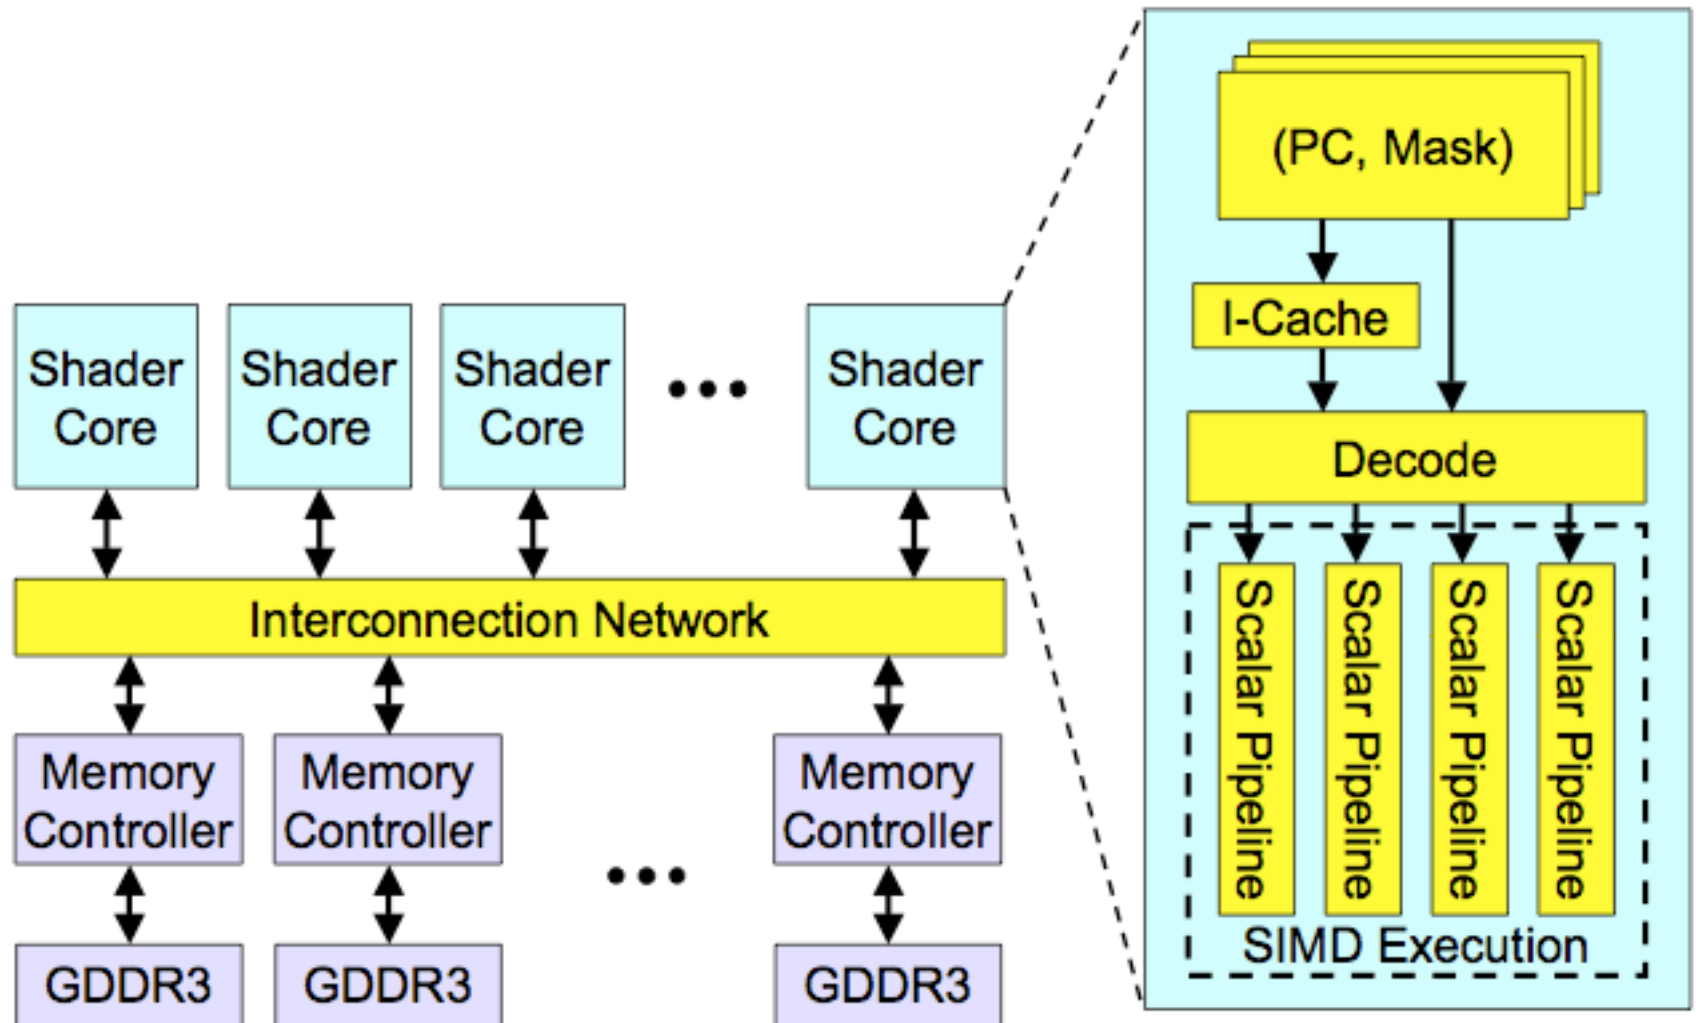 Shader
Core
Shader
Core
Shader
Core
Shader
Core
Interconnection Network
Memory
Controller
Memory
Controller
Memory
Controller
GDDR3
GDDR3
GDDR3
(PC, Mask)
I-Cache
Decode
Scalar Pipeline
Scalar Pipeline
Scalar Pipeline
Scalar Pipeline
SIMD Execution